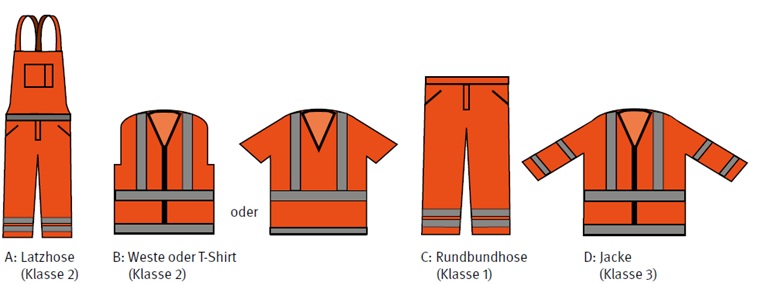 oder
A: Latzhose
(Klasse 2)
B: Weste oder T-Shirt
(Klasse 2)
C: Rundbundhose
(Klasse 1)
D: Jacke
(Klasse 3)